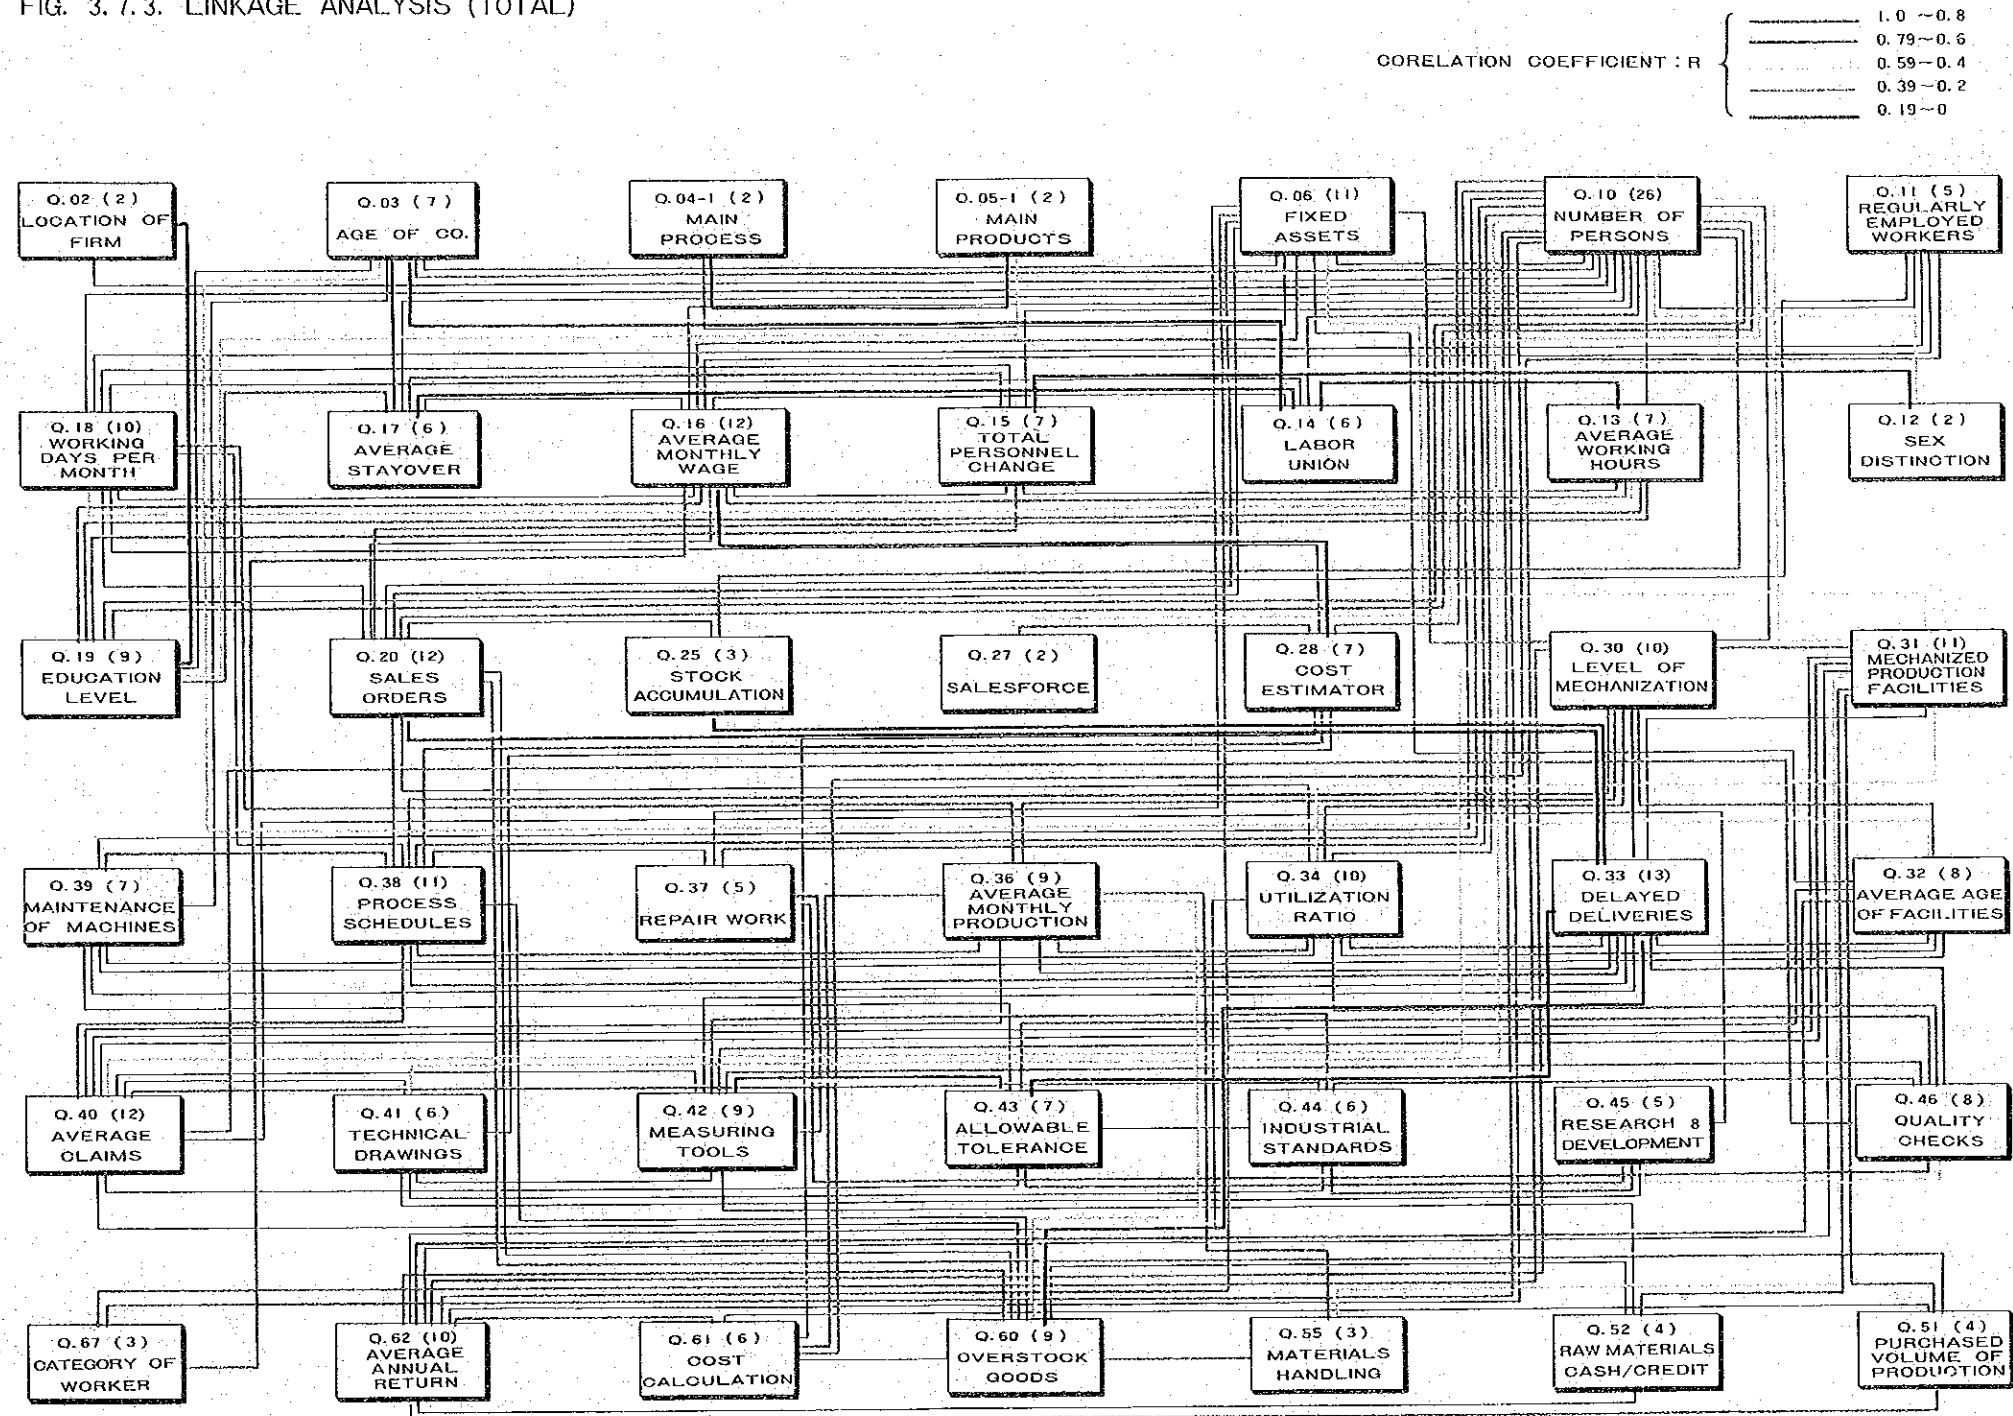 FIG. 3.7.3. LINKAGE ANALYSIS (TOTAL)
CORELATION COEFFICIENT : R
1.0 ~0.8
0.79~0.6
0.59~0.4
0.39~0.2
0.19~0
Q.02 (2)
LOCATION OF
FIRM
Q.03 (7)
AGE OF CO.
Q.04-1 (2)
MAIN
PROCESS
Q.05-1 (2)
MAIN
PRODUCTS
Q.06 (11)
FIXED
ASSETS
Q.10 (26)
NUMBER OF
PERSONS
Q.11 (5)
REGULARLY
EMPLOYED
WORKERS
Q.18 (10)
WORKING
DAYS PER
MONTH
Q.17 (6)
AVERAGE
STAYOVER
Q.16 (12)
AVERAGE
MONTHLY
WAGE
Q.15 (7)
TOTAL
PERSONNEL
CHANGE
Q.14 (6)
LABOR
UNION
Q.13 (7)
AVERAGE
WORKING
HOURS
Q.12 (2)
SEX
DISTINCTION
Q.19 (9)
EDUCATION
LEVEL
Q.20 (12)
SALES
ORDERS
Q.25 (3)
STOCK
ACCUMULATION
Q.27 (2)
SALESFORCE
Q.28 (7)
COST
ESTIMATOR
Q.30 (10)
LEVEL OF
MECHANIZATION
Q.31 (11)
MECHANIZED
PRODUCTION
FACILITIES
Q.39 (7)
MAINTENANCE
OF MACHINES
Q.38 (11)
PROCESS
SCHEDULES
Q.37 (5)
REPAIR WORK
Q.36 (9)
AVERAGE
MONTHLY
PRODUCTION
Q.34 (10)
UTILIZATION
RATIO
Q.33 (13)
DELAYED
DELIVERIES
Q.32 (8)
AVERAGE AGE
OF FACILITIES
Q.40 (12)
AVERAGE
CLAIMS
Q.41 (6)
TECHNICAL
DRAWINGS
Q.42 (9)
MEASURING
TOOLS
Q.43 (7)
ALLOWABLE
TOLERANCE
Q.44 (6)
INDUSTRIAL
STANDARDS
Q.45 (5)
RESEARCH &
DEVELOPMENT
Q.46 (8)
QUALITY
CHECKS
Q.67 (3)
CATEGORY OF
WORKER
Q.62 (10)
AVERAGE
ANNUAL
RETURN
Q.61 (6)
COST
CALCULATION
Q.60 (9)
OVERSTOCK
GOODS
Q.55 (3)
MATERIALS
HANDLING
Q.52 (4)
RAW MATERIALS
CASH/CREDIT
Q.51 (4)
PURCHASED
VOLUME OF
PRODUCTION